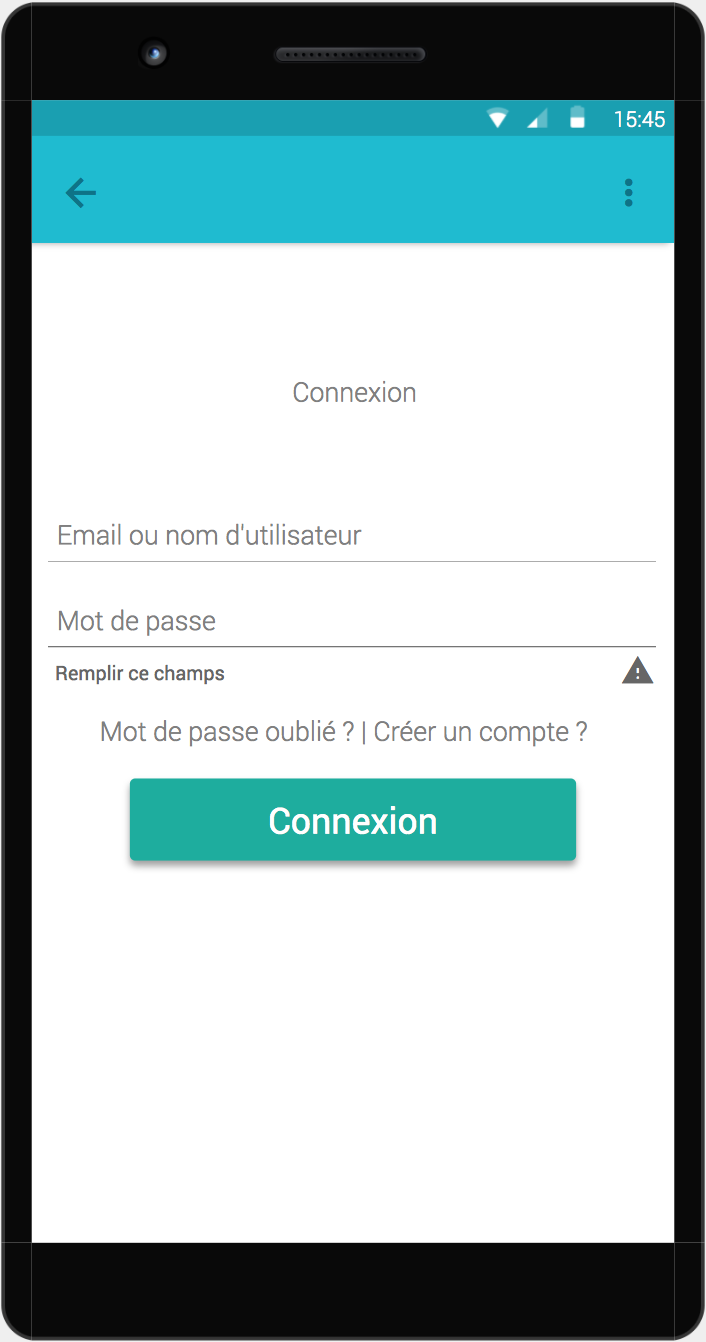 15:45
Connexion
Email ou nom d'utilisateur
Mot de passe
Remplir ce champs
Mot de passe oublié ? | Créer un compte ?
Connexion